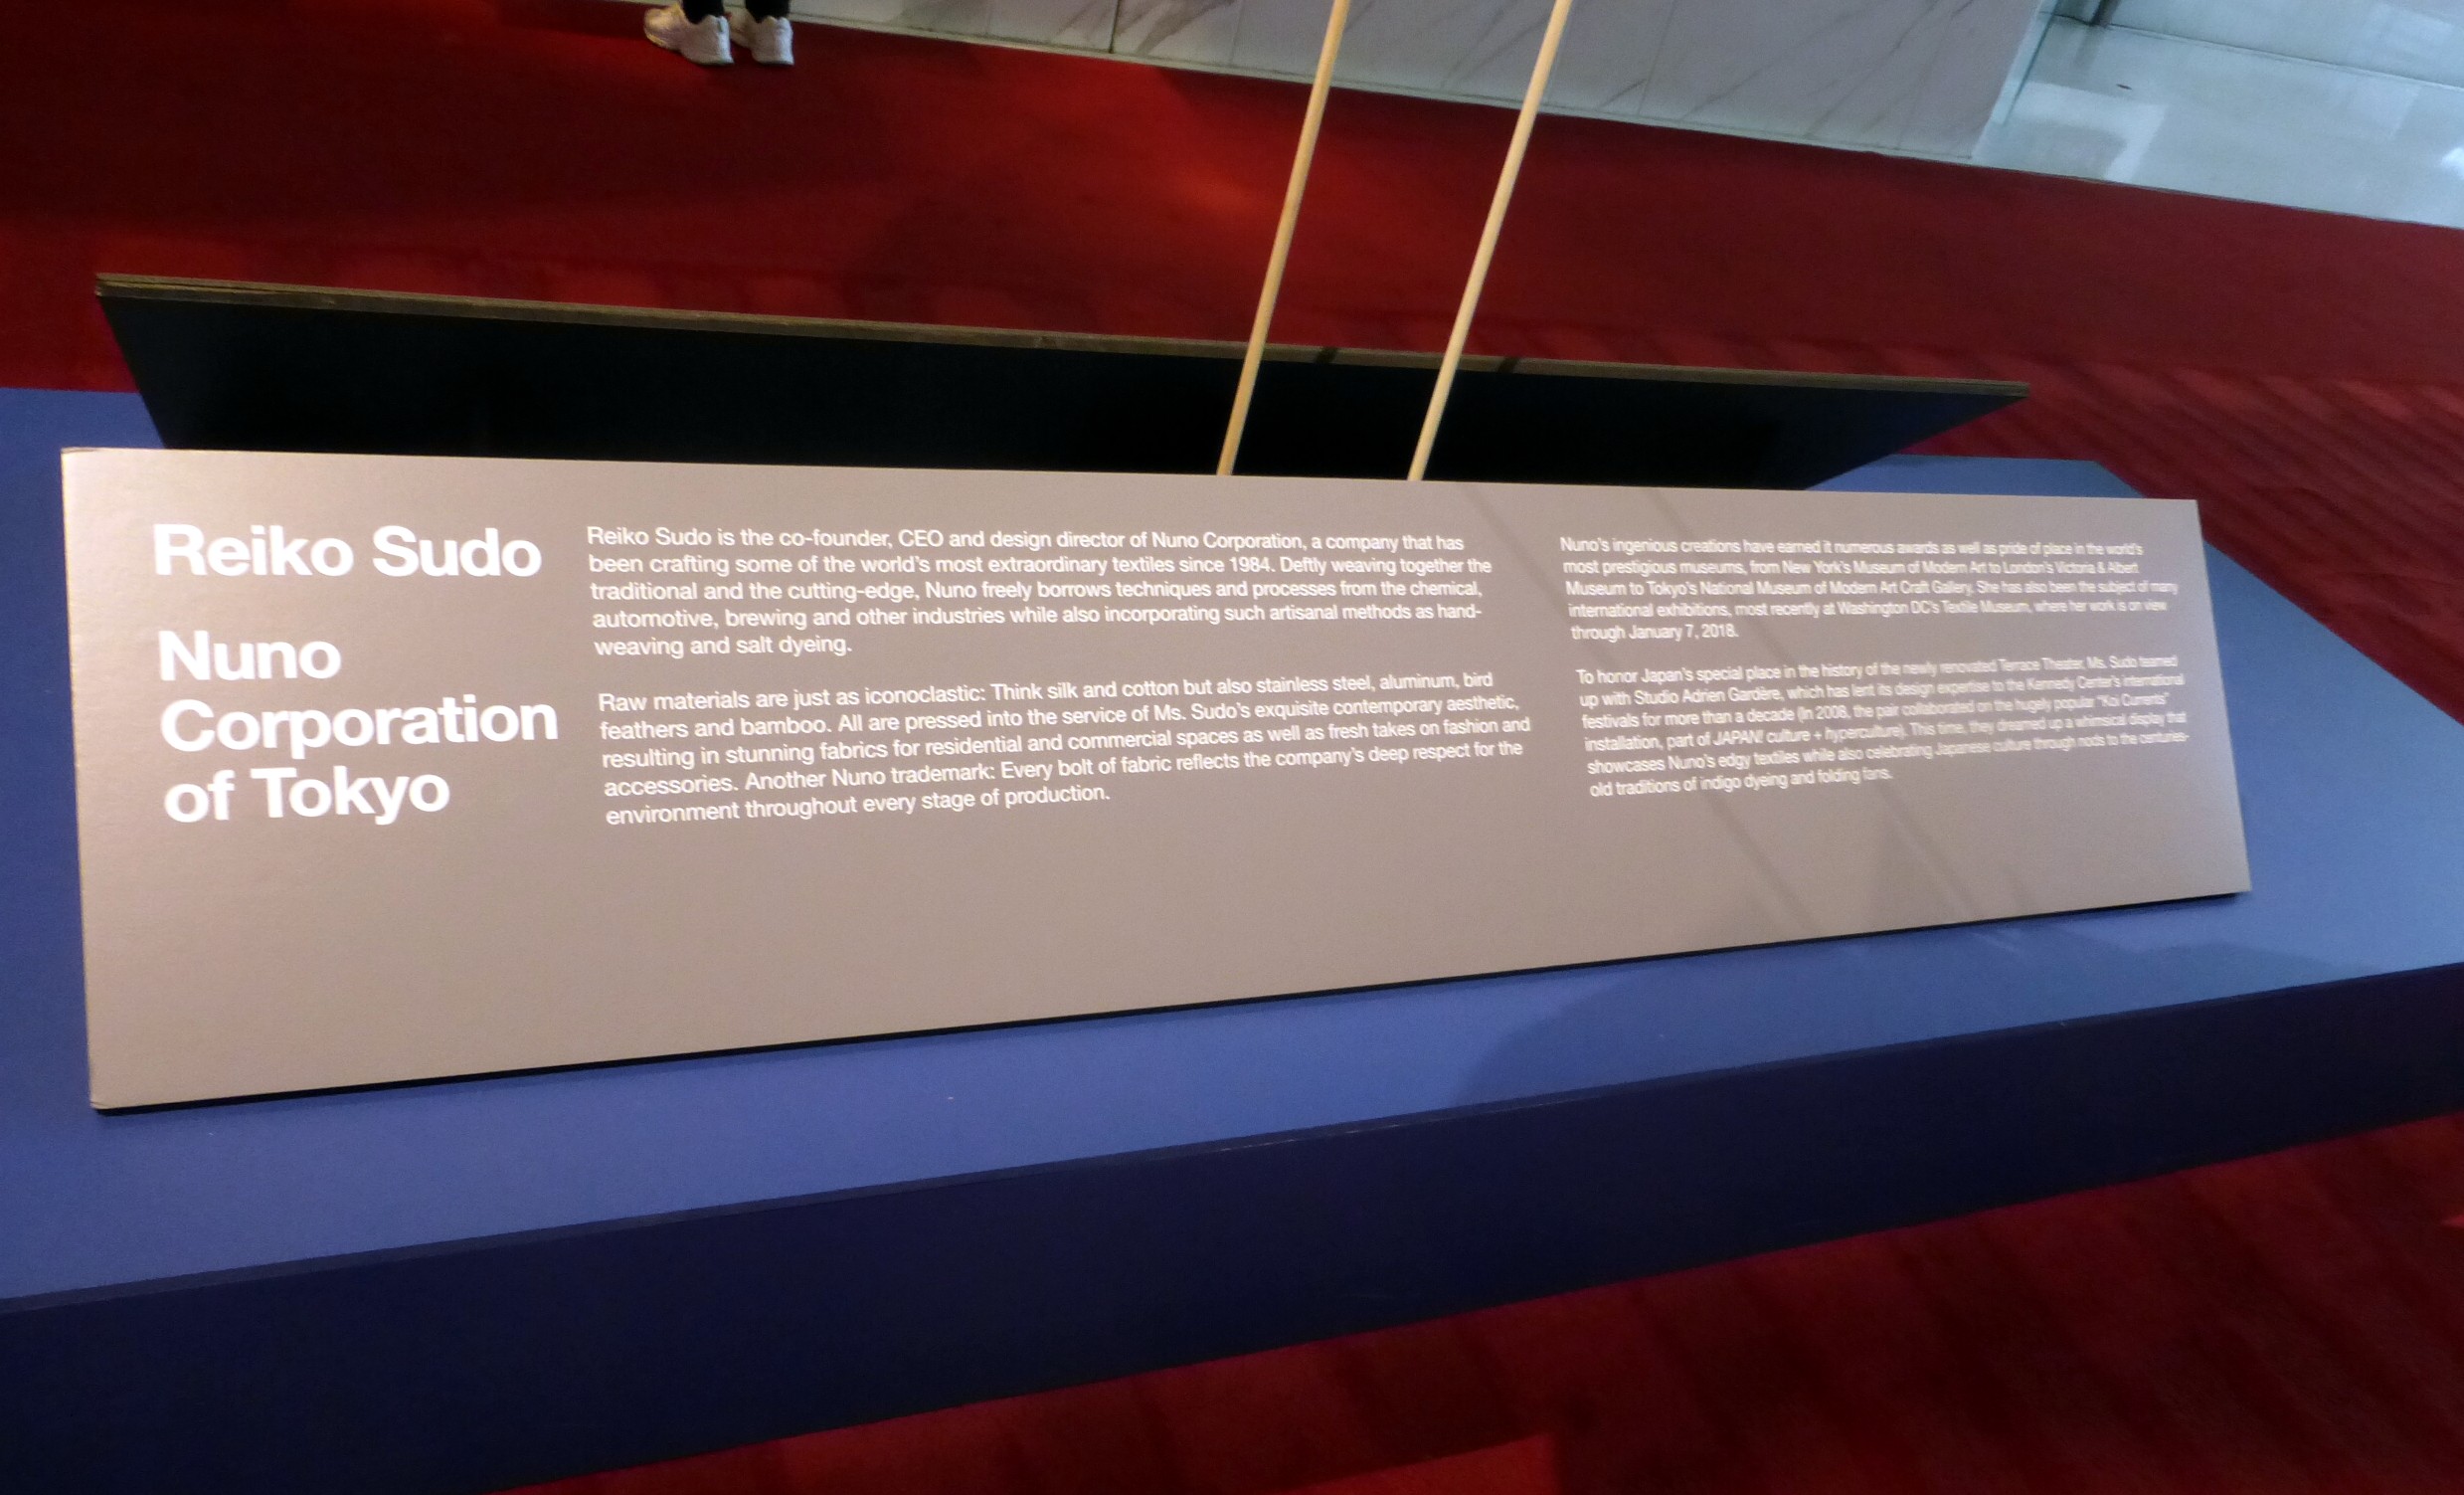 Reiko Sudo
Nuno
Corporation
of Tokyo
Reiko Sudo is the co-founder, CEO and design director of Nuno Corporation, a company that has
been crafting some of the world's most extraordinary textiles since 1984. Deftly weaving together the
traditional and the cutting-edge, Nuno freely borrows techniques and processes from the chemical,
automotive, brewing and other industries while also incorporating such artisanal methods as hand-
weaving and salt dyeing.
Raw materials are just as iconoclastic: Think silk and cotton but also stainless steel, aluminum, bird
feathers and bamboo. All are pressed into the service of Ms. Sudo's exquisite contemporary aesthetic,
resulting in stunning fabrics for residential and commercial spaces as well as fresh takes on fashion and
accessories. Another Nuno trademark: Every bolt of fabric reflects the company's deep respect for the
environment throughout every stage of production.
Nuno's ingenious creations have earned it numerous awards as well as pride of place in the world's
most prestigious museums, from New York's Museum of Modern Art to London's Victoria & Albert
Museum to Tokyo's National Museum of Modern Art Craft Gallery. She has also been the subject of many
international exhibitions, most recently at Washington DC's Textile Museum, where her work is on view
through January 7, 2018.
To honor Japan's special place in the history of the newly renovated Terrace Theater, Ms. Sudo teamed
up with Studio Adrien Gardère, which has lent its design expertise to the Kennedy Center's international
festivals for more than a decade (In 2008, the pair collaborated on the hugely popular "Koi Currents"
installation, part of JAPAN! culture + hyperculture). This time, they dreamed up a whimsical display that
showcases Nuno's edgy textiles while also celebrating Japanese culture through nods to the centuries-
old traditions of indigo dyeing and folding fans.